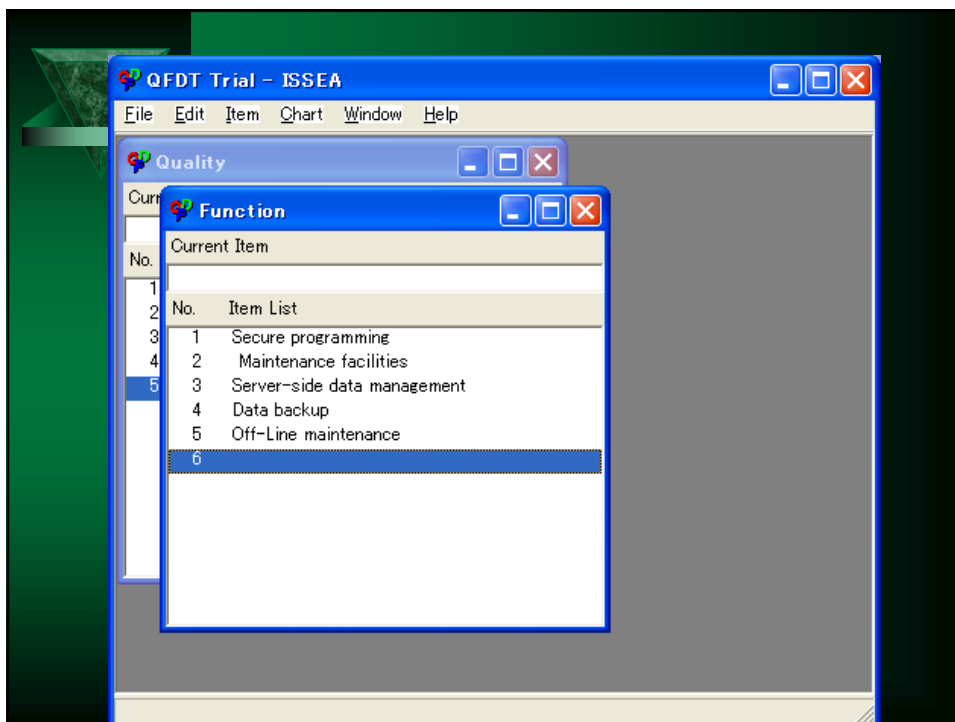 QFDT Trial - ISSEA
File Edit Item Chart Window Help
Quality
Curr
No.
1
2
3
4
5
Function
Current Item
No. Item List
1 Secure programming
2 Maintenance facilities
3 Server-side data management
4 Data backup
5 Off-Line maintenance
6